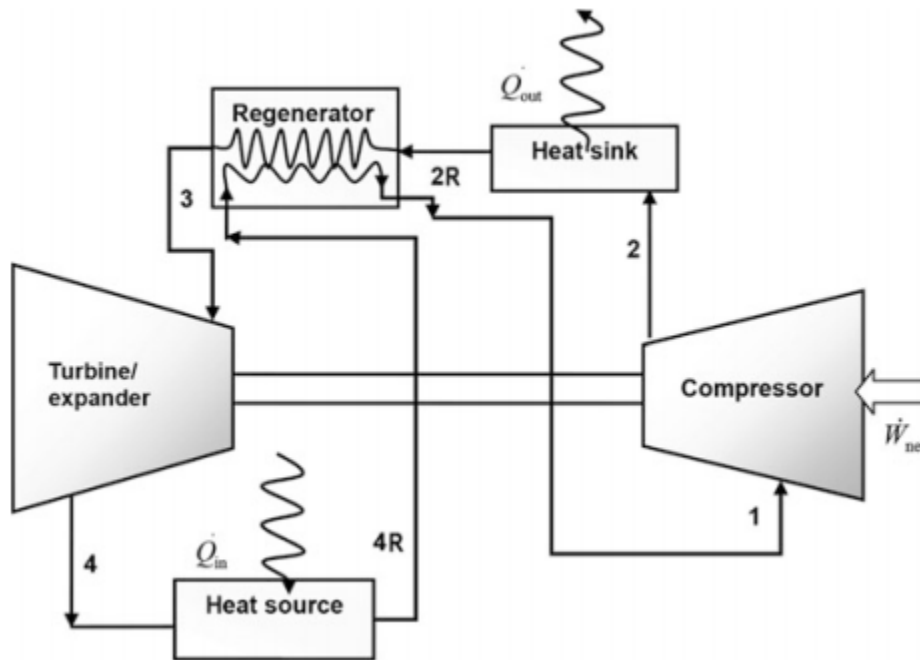 Q̇out
Regenerator
Heat sink
2R
3
2
Turbine/
expander
Compressor
Ẇne
1
Q̇in
4R
4
Heat source